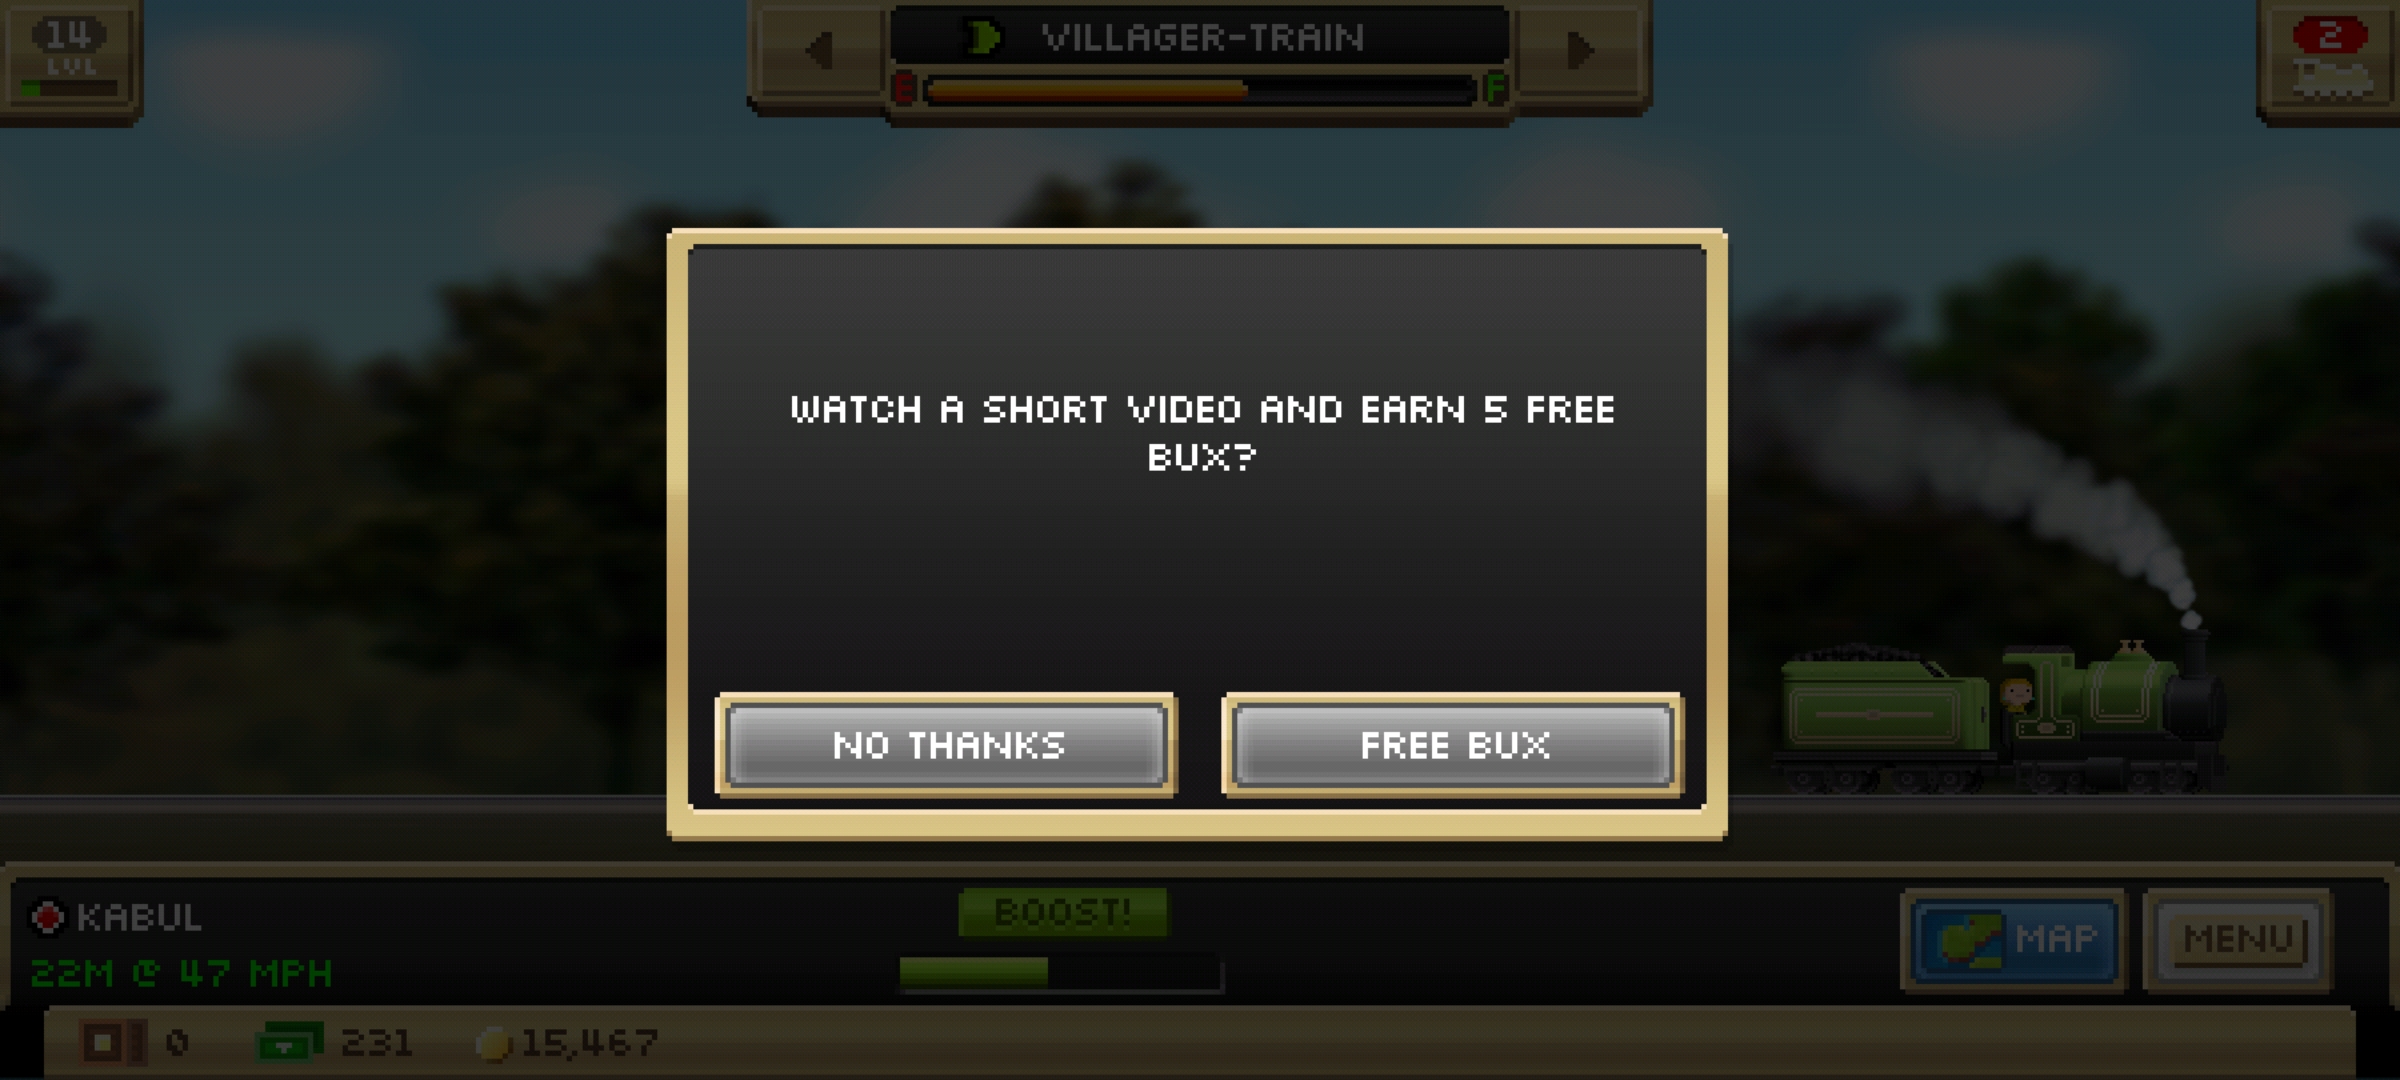 14
LVL
VILLAGER-TRAIN
E F
2
WATCH A SHORT VIDEO AND EARN 5 FREE
BUX?
NO THANKS FREE BUX
KABUL
22M @ 47 MPH
BOOST!
MAP MENU
0 231 15,467